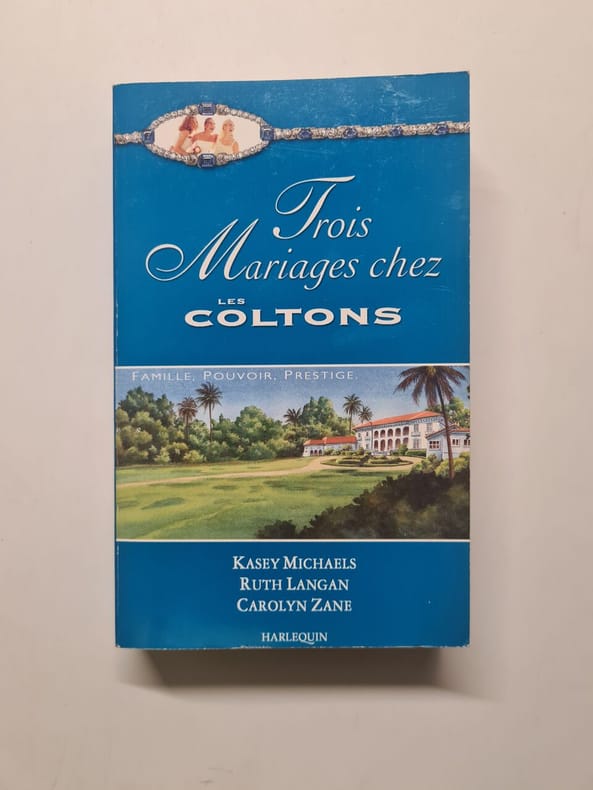 Trois
Mariages chez
LES
COLTONS
FAMILLE, POUVOIR, PRESTIGE.
KASEY MICHAELS
RUTH LANGAN
CAROLYN ZANE
HARLEQUIN